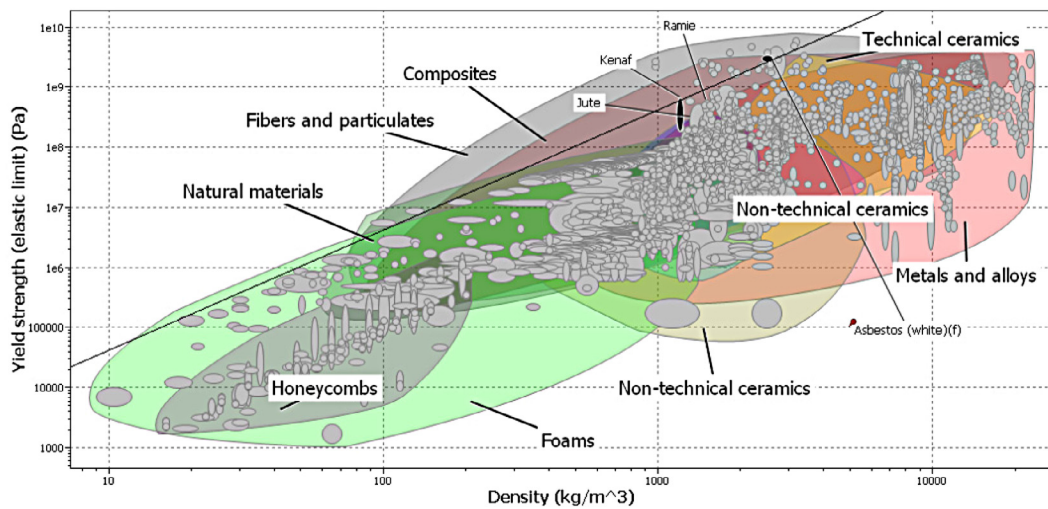 1e10
1e9
1e8
1e7
1e6
100000
10000
1000
Yield strength (elastic limit) (Pa)
Ramie
Technical ceramics
Kenaf
Composites
Jute
Fibers and particulates
Natural materials
Non-technical ceramics
Metals and alloys
Asbestos (white)(f)
Honeycombs
Non-technical ceramics
Foams
10
100
1000
10000
Density (kg/m^3)